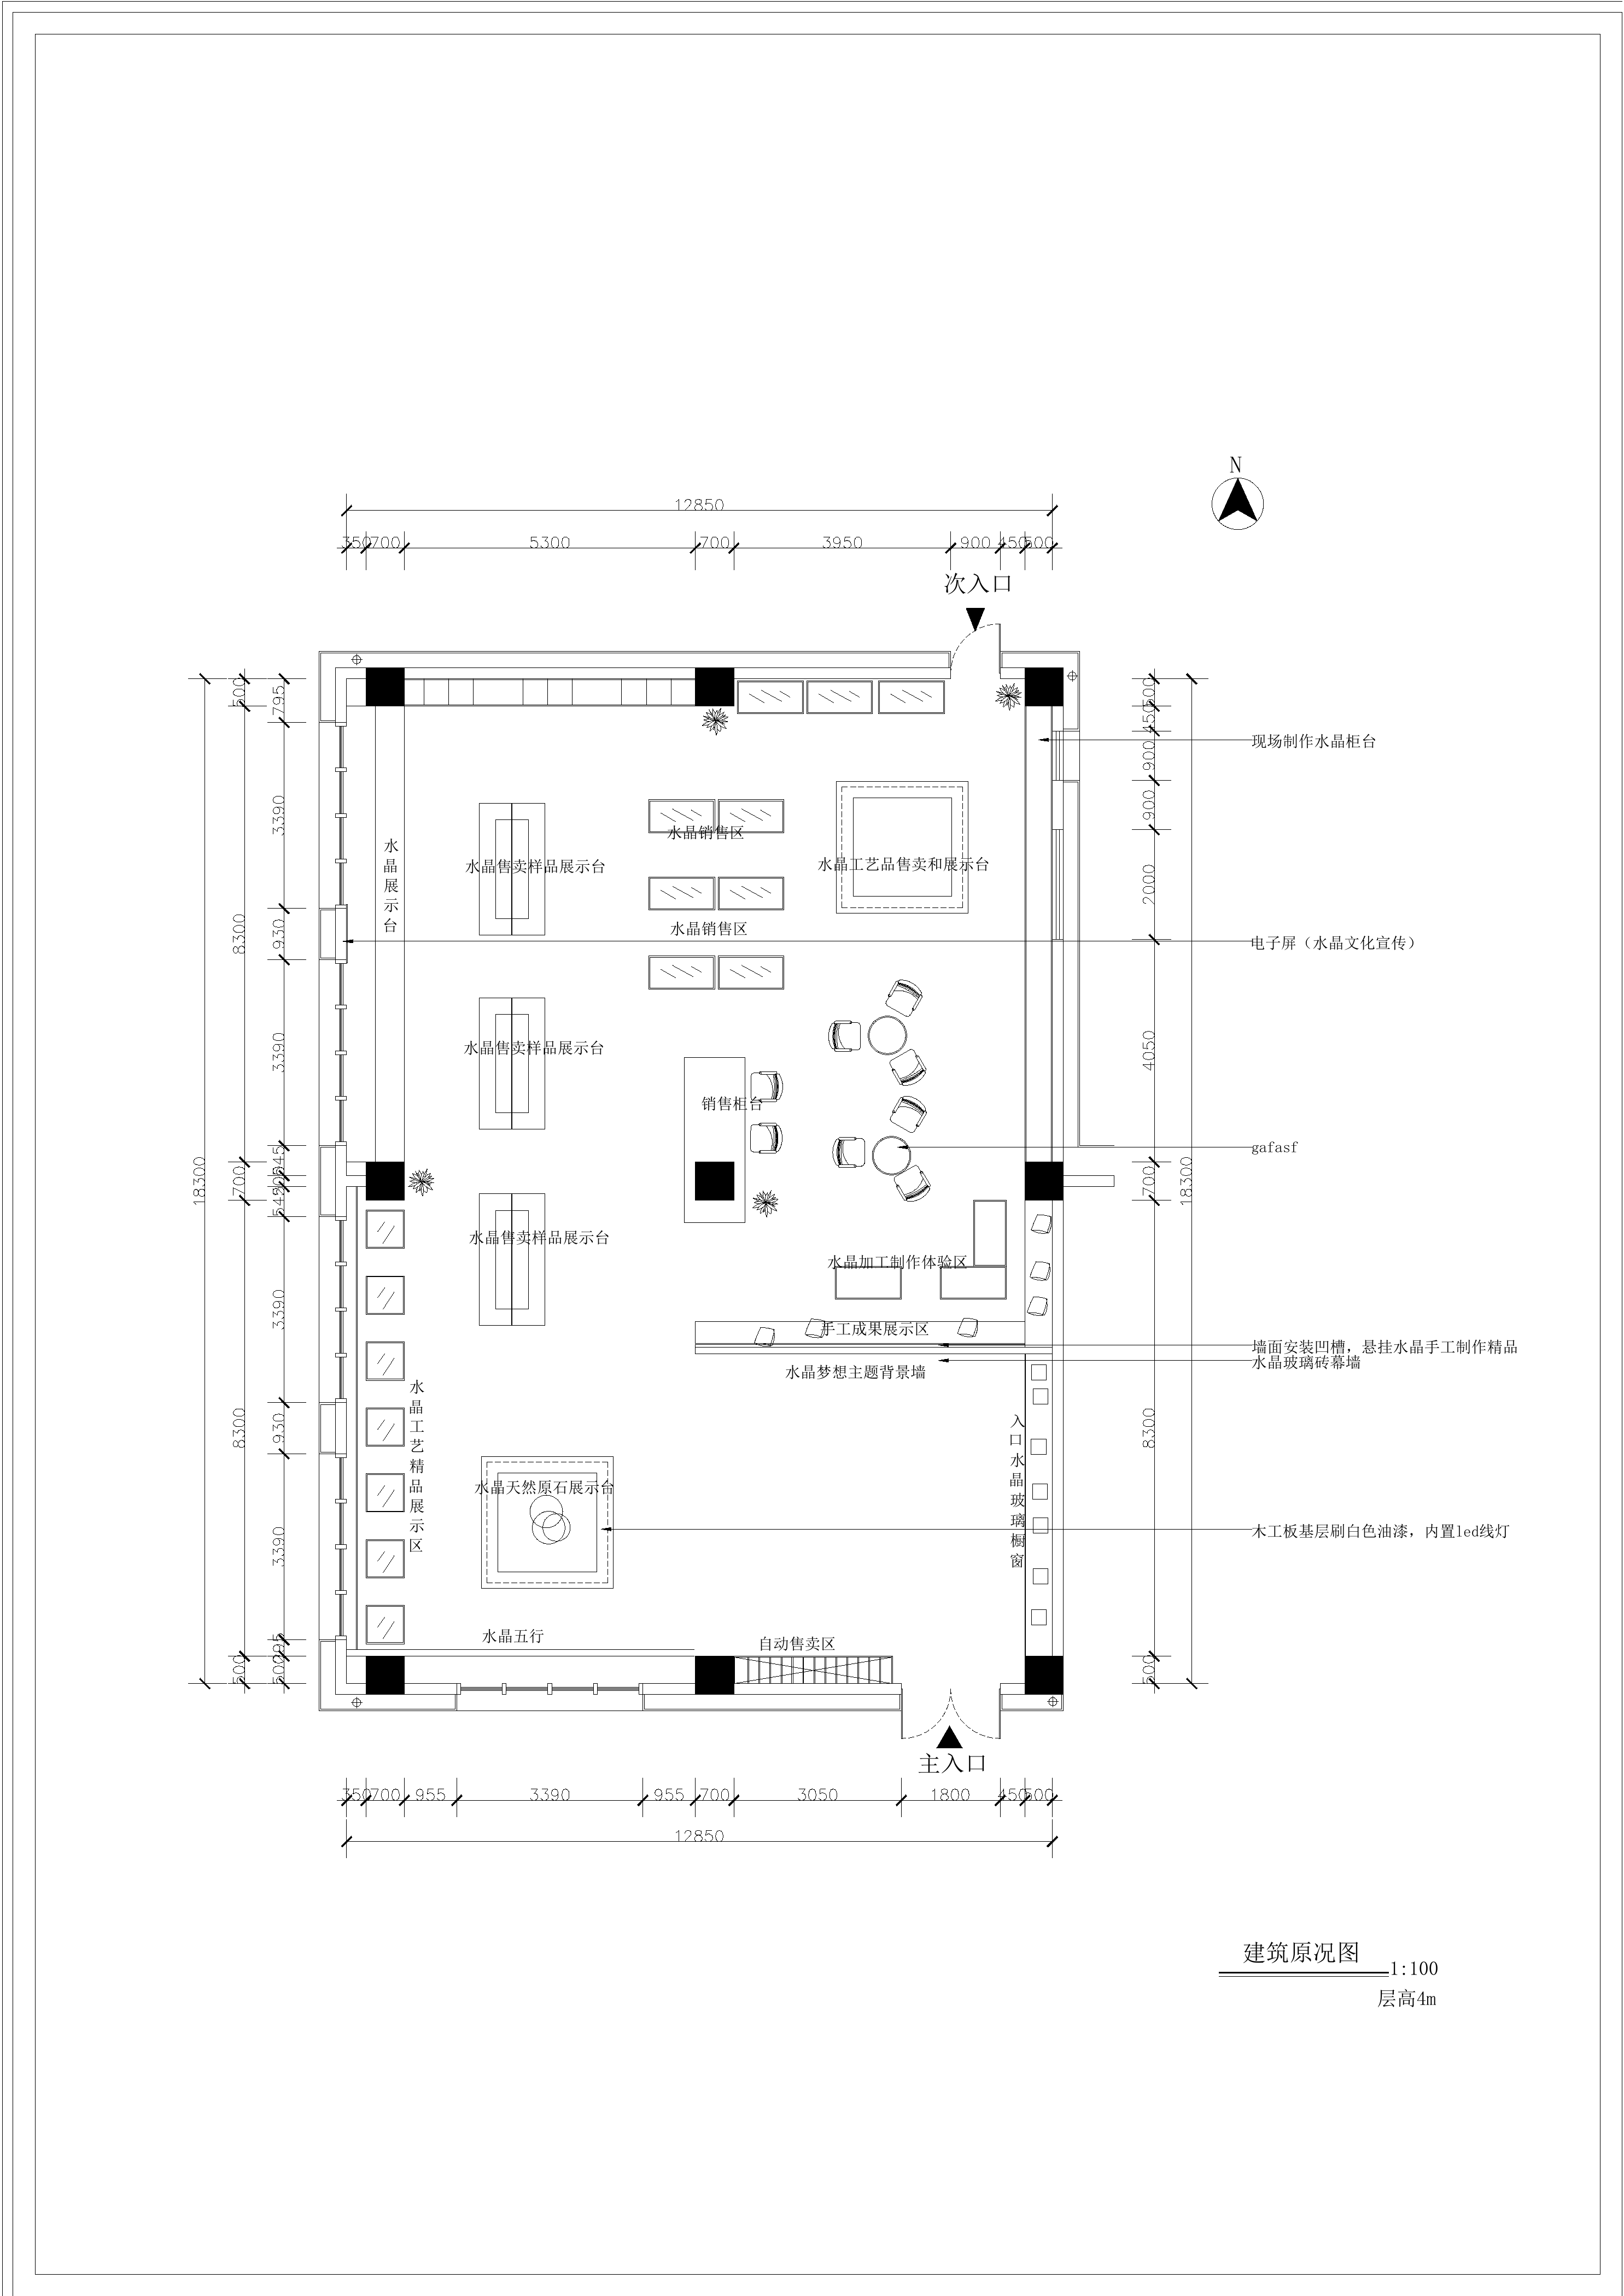 N
12850
350
700
5300
700
3950
900
450
500
次入口
500
795
3390
930
3390
545
200
545
3390
930
3390
295
500
500
8300
700
8300
500
18300
500
450
900
900
2000
4050
700
8300
500
18300
现场制作水晶柜台
水晶展示台
水晶销售区
水晶售卖样品展示台
水晶工艺品售卖和展示台
水晶销售区
电子屏（水晶文化宣传）
水晶售卖样品展示台
销售柜台
gafasf
水晶售卖样品展示台
水晶加工制作体验区
手工成果展示区
墙面安装凹槽，悬挂水晶手工制作精品
水晶玻璃砖幕墙
水晶梦想主题背景墙
水晶工艺精品展示区
入口水晶玻璃橱窗
水晶天然原石展示台
木工板基层刷白色油漆，内置led线灯
水晶五行
自动售卖区
主入口
350
700
955
3390
955
700
3050
1800
450
500
12850
建筑原况图
1:100
层高4m